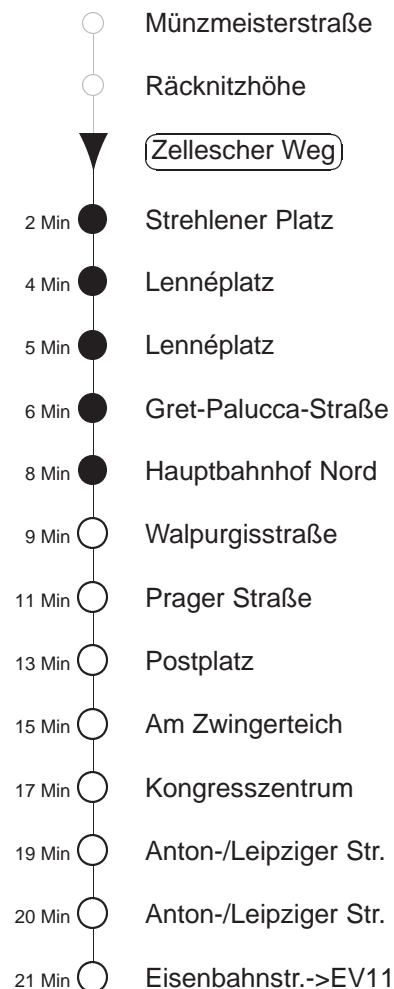 Münzmeisterstraße
Räcknitzhöhe
Zellescher Weg
2 Min Strehlener Platz
4 Min Lennéplatz
5 Min Lennéplatz
6 Min Gret-Palucca-Straße
8 Min Hauptbahnhof Nord
9 Min Walpurgisstraße
11 Min Prager Straße
13 Min Postplatz
15 Min Am Zwingerteich
17 Min Kongresszentrum
19 Min Anton-/Leipziger Str.
20 Min Anton-/Leipziger Str.
21 Min Eisenbahnstr.->EV11